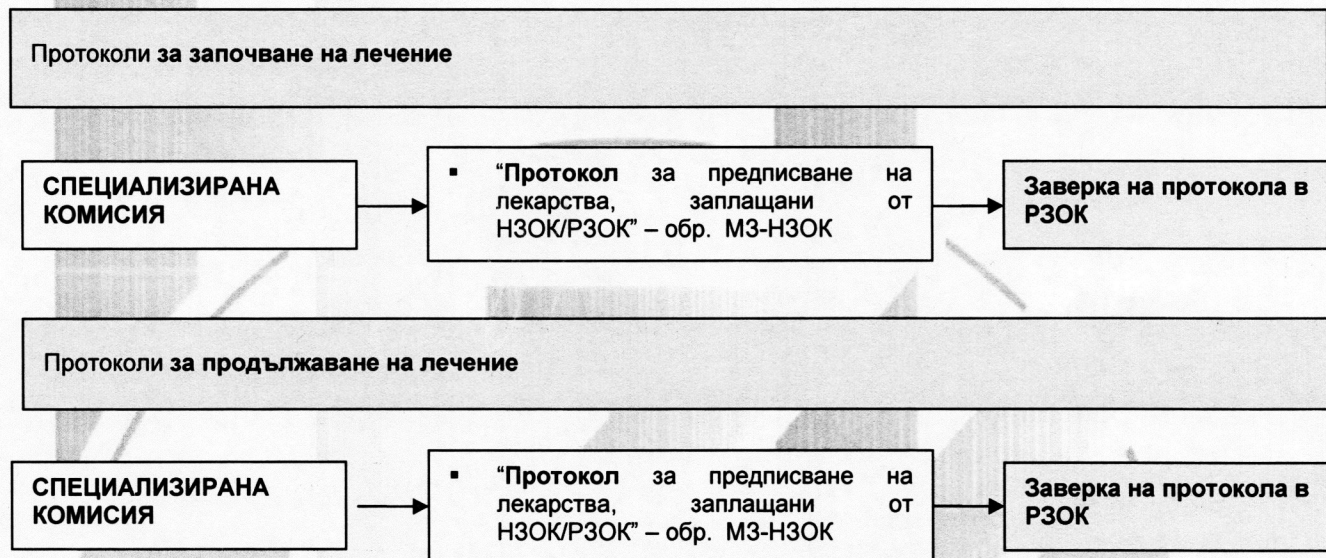 Протоколи за започване на лечение
СПЕЦИАЛИЗИРАНА
КОМИСИЯ
▪ “Протокол за предписване на
лекарства, заплащани от
НЗОК/РЗОК” – обр. МЗ-НЗОК
Заверка на протокола в
РЗОК
Протоколи за продължаване на лечение
СПЕЦИАЛИЗИРАНА
КОМИСИЯ
▪ “Протокол за предписване на
лекарства, заплащани от
НЗОК/РЗОК” – обр. МЗ-НЗОК
Заверка на протокола в
РЗОК